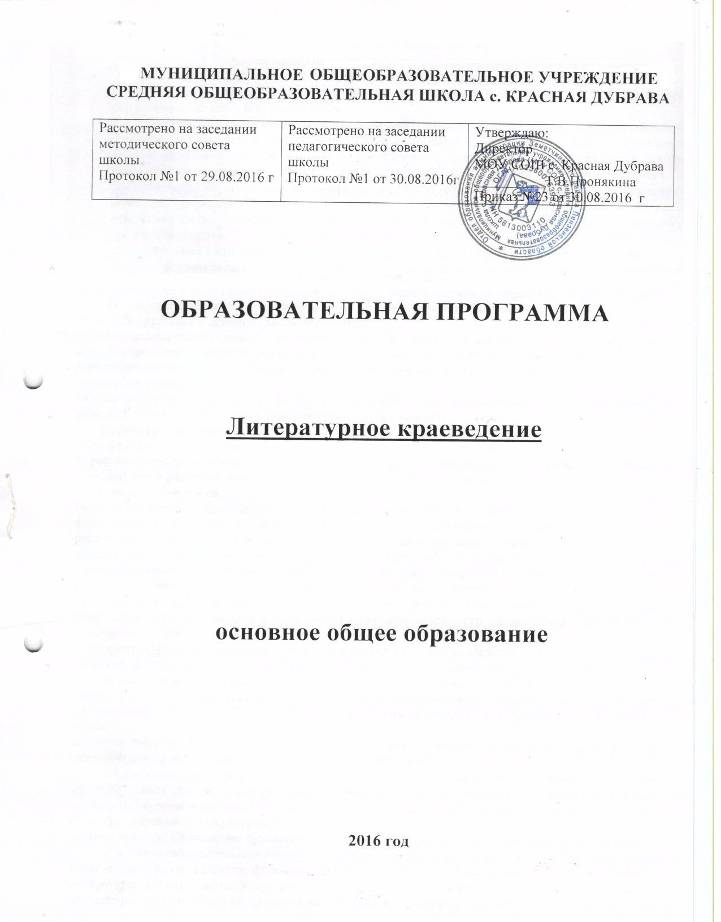 МУНИЦИПАЛЬНОЕ ОБЩЕОБРАЗОВАТЕЛЬНОЕ УЧРЕЖДЕНИЕ
СРЕДНЯЯ ОБЩЕОБРАЗОВАТЕЛЬНАЯ ШКОЛА с. КРАСНАЯ ДУБРАВА
Рассмотрено на заседании
методического совета
школы
Протокол №1 от 29.08.2016 г
Рассмотрено на заседании
педагогического совета
школы
Протокол №1 от 30.08.2016г
Утверждаю:
Директор
МОУ СОШ с. Красная Дубрава
Т.В.Пронякина
Приказ №23 от 30.08.2016 г
ОБРАЗОВАТЕЛЬНАЯ ПРОГРАММА
Литературное краеведение
основное общее образование
2016 год